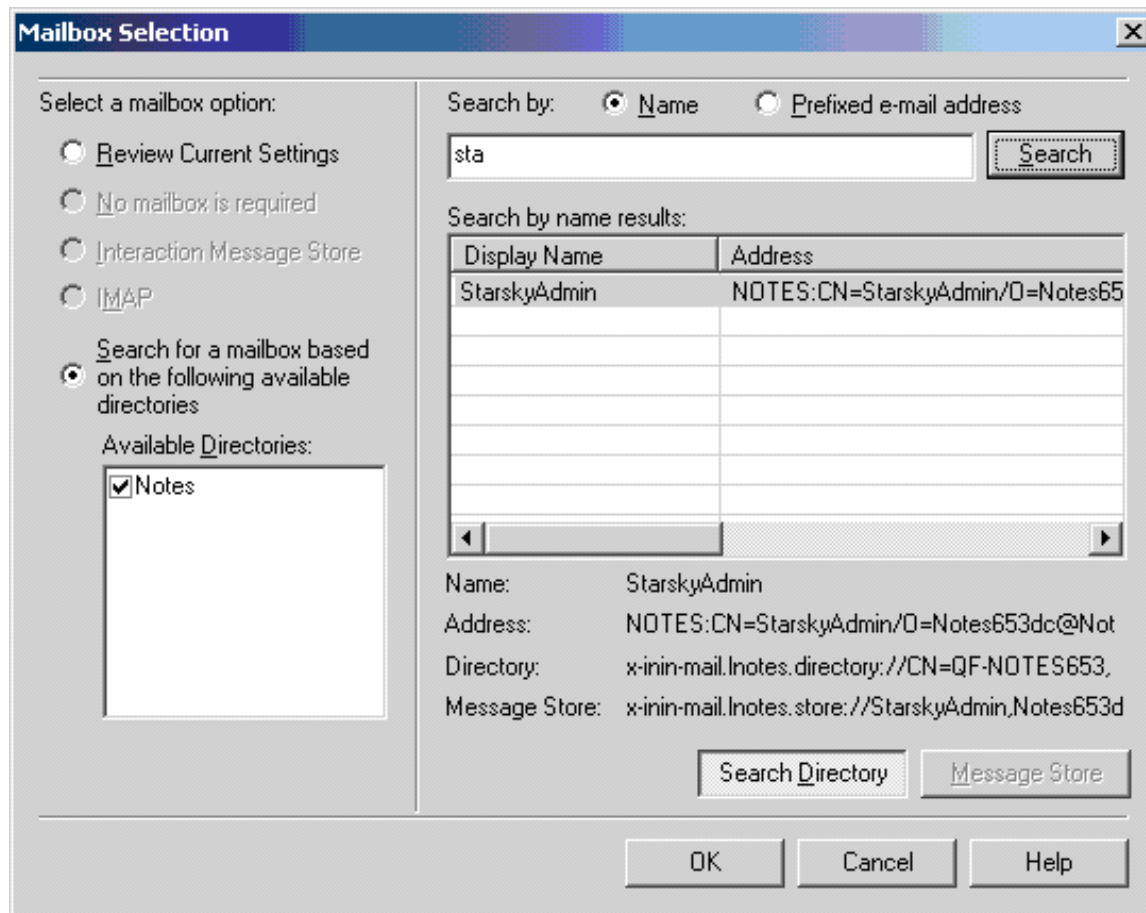 Mailbox Selection
Select a mailbox option:
Review Current Settings
No mailbox is required
Interaction Message Store
IMAP
Search for a mailbox based
on the following available
directories
Available Directories:
Notes
Search by: Name Prefixed e-mail address
sta Search
Search by name results:
Display Name Address
StarskyAdmin NOTES:CN=StarskyAdmin/O=Notes65
Name: StarskyAdmin
Address: NOTES:CN=StarskyAdmin/O=Notes653dc@Not
Directory: x-inin-mail.lnotes.directory://CN=QF-NOTES653,
Message Store: x-inin-mail.lnotes.store://StarskyAdmin,Notes653d
Search Directory Message Store
OK Cancel Help